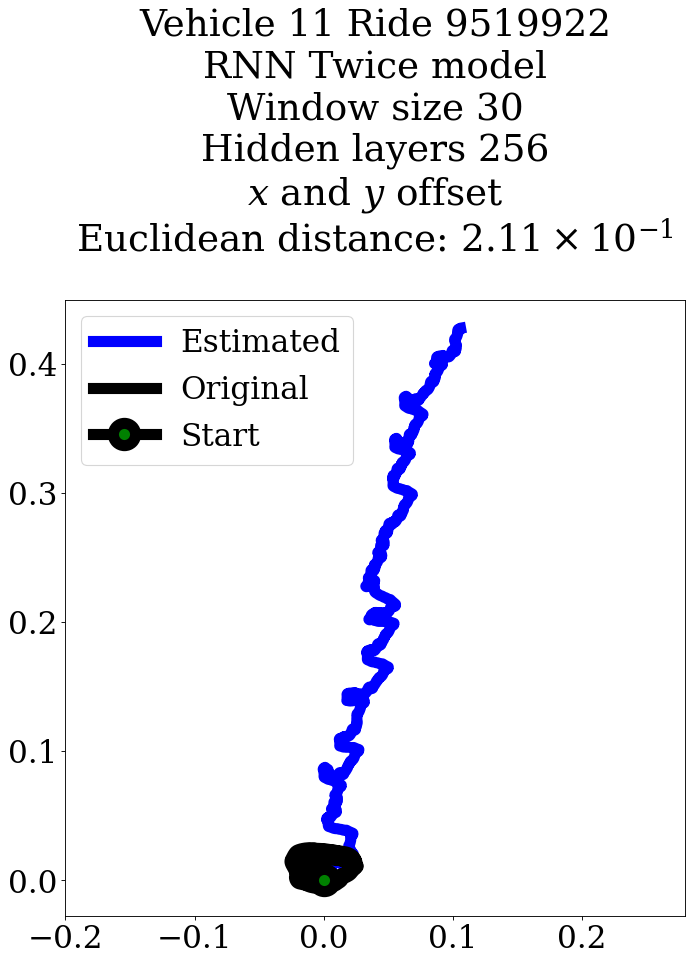 Vehicle 11 Ride 9519922
RNN Twice model
Window size 30
Hidden layers 256
x and y offset
Euclidean distance: 2.11 × 10⁻¹
Estimated
Original
Start
0.4
0.3
0.2
0.1
0.0
−0.2 −0.1 0.0 0.1 0.2